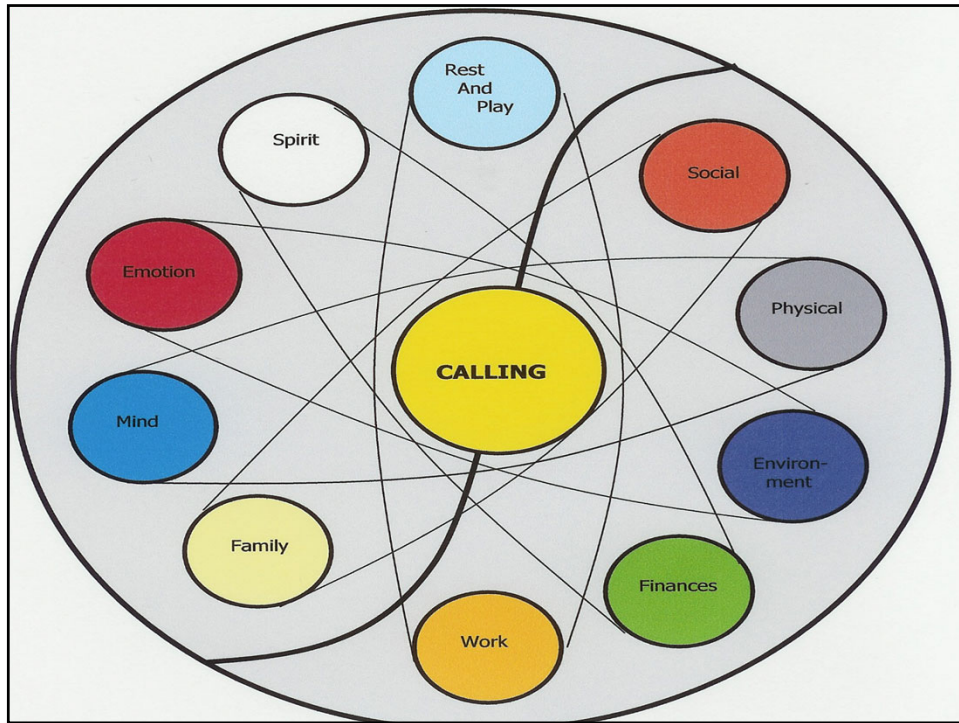 Rest
And
Play
Spirit
Social
Emotion
Physical
CALLING
Mind
Environ-
ment
Family
Finances
Work